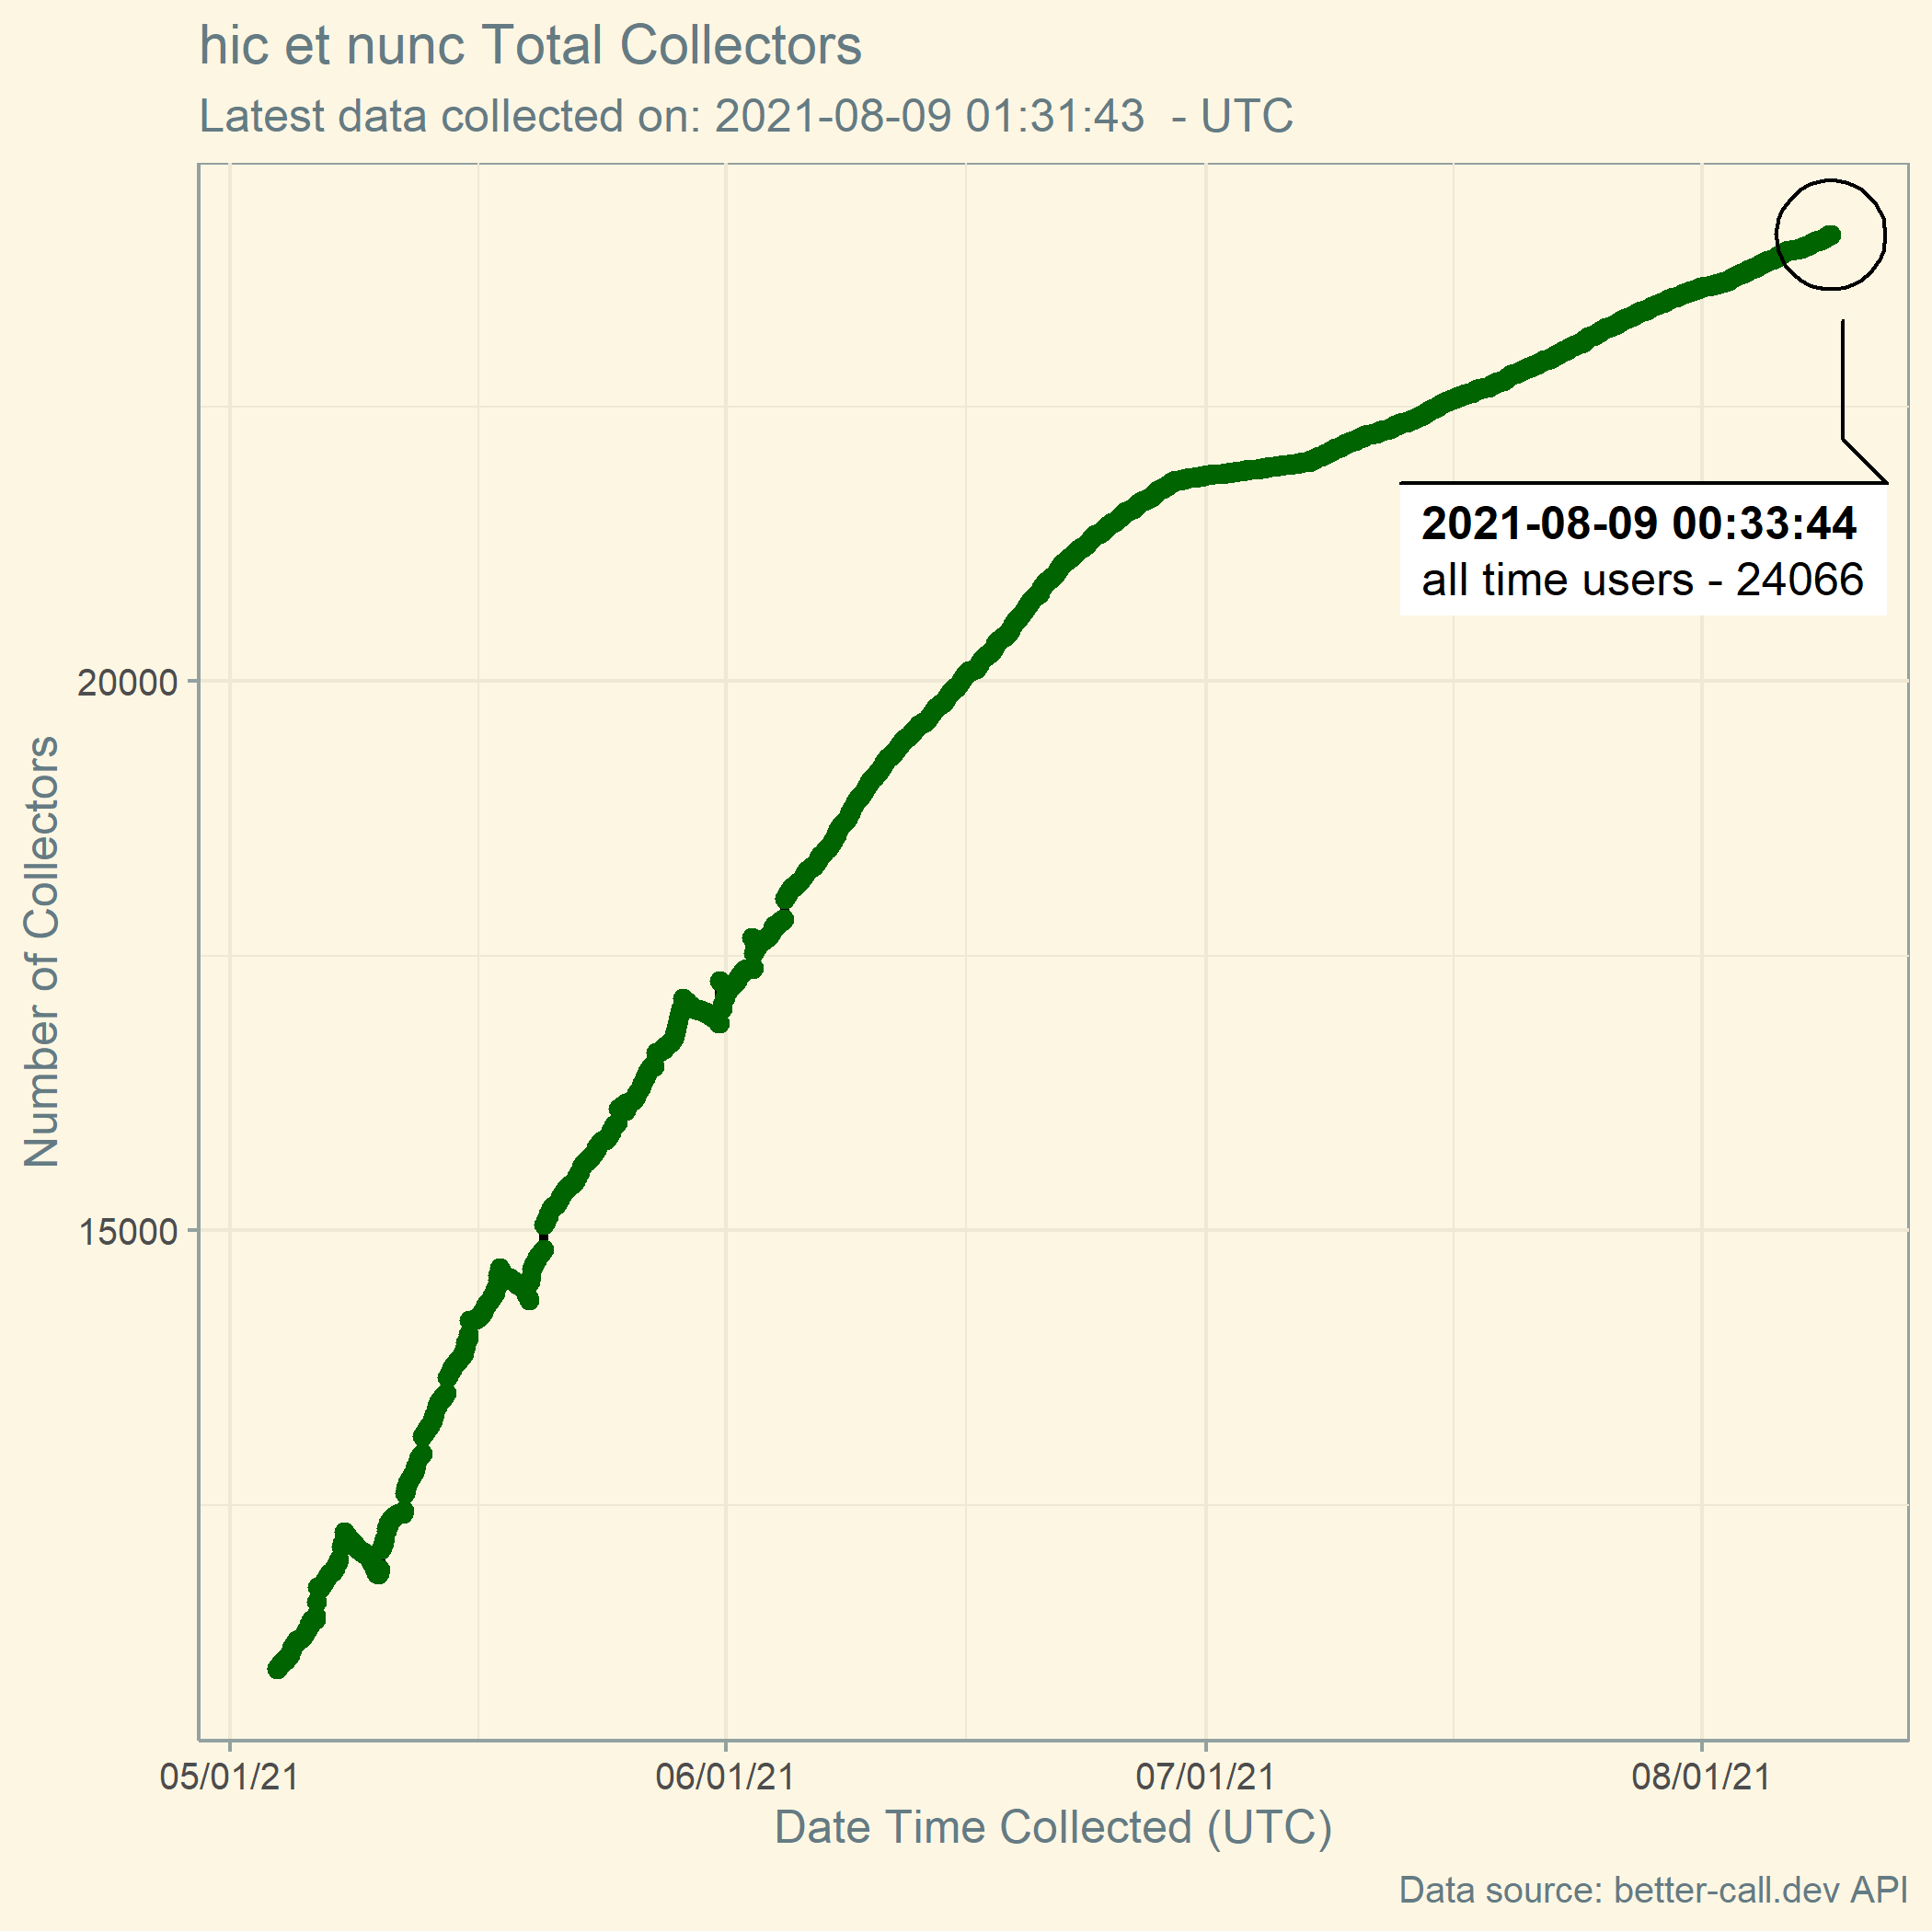 hic et nunc Total Collectors
Latest data collected on: 2021-08-09 01:31:43  - UTC
2021-08-09 00:33:44
all time users - 24066
20000
15000
Number of Collectors
05/01/21
06/01/21
07/01/21
08/01/21
Date Time Collected (UTC)
Data source: better-call.dev API